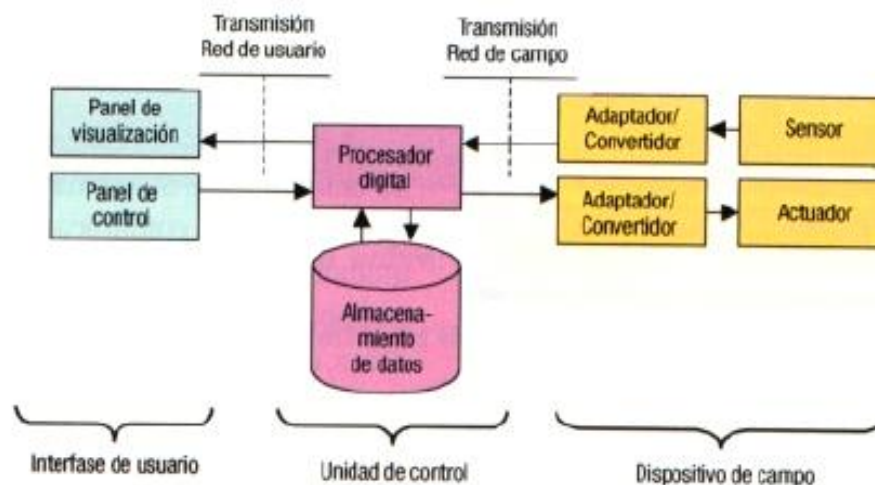 Transmisión
Red de usuario
Transmisión
Red de campo
Panel de
visualización
Panel de
control
Procesador
digital
Adaptador/
Convertidor
Sensor
Adaptador/
Convertidor
Actuador
Almacena-
miento
de datos
Interfase de usuario
Unidad de control
Dispositivo de campo